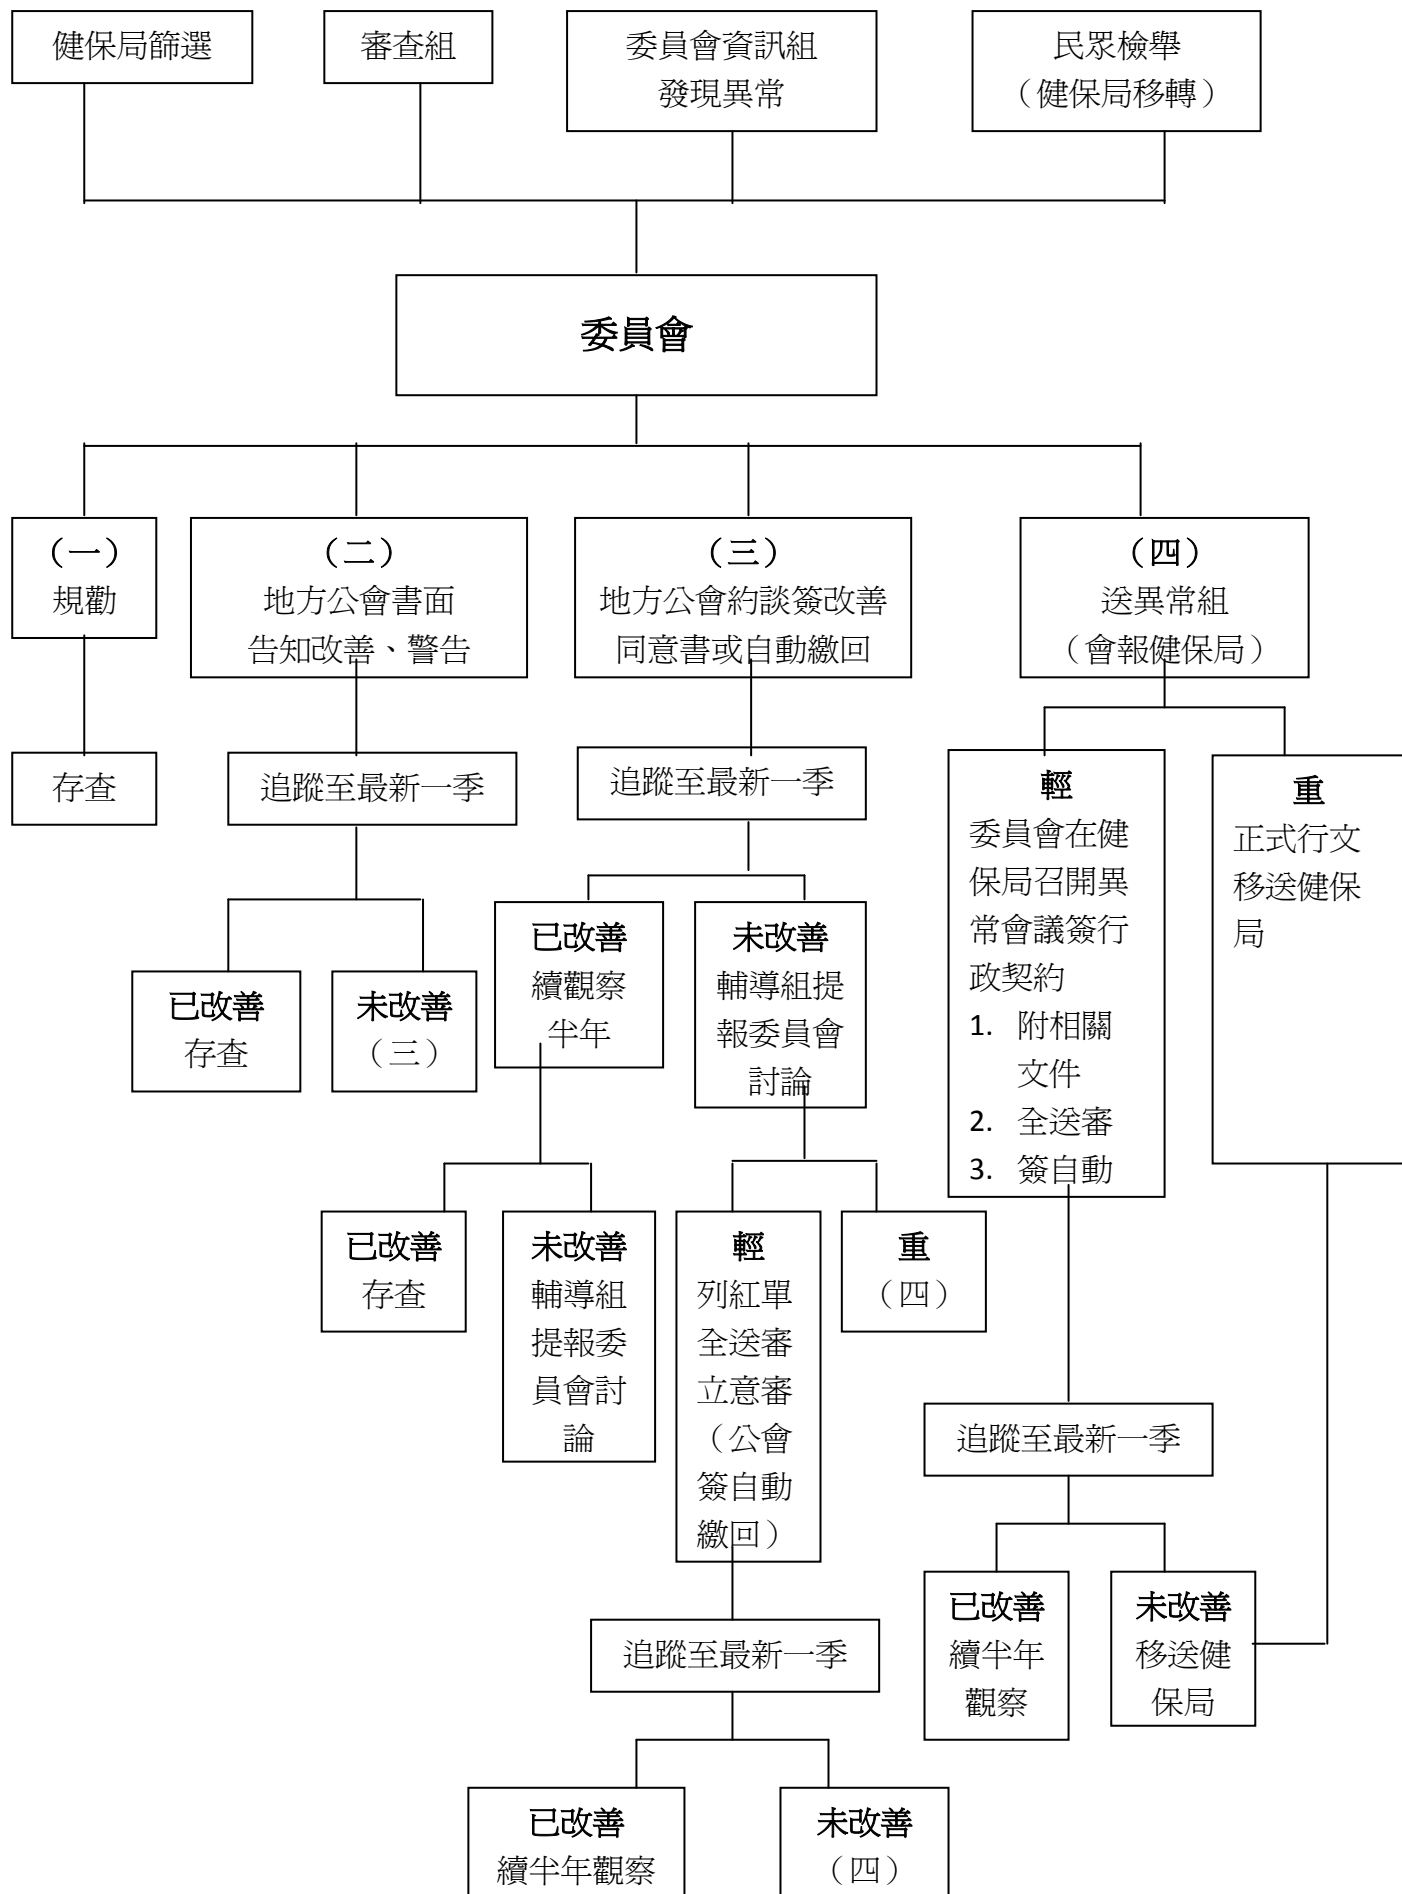 健保局篩選
審查組
委員會資訊組
發現異常
民眾檢舉
（健保局移轉）
委員會
（一）
規勸
（二）
地方公會書面
告知改善、警告
（三）
地方公會約談簽改善
同意書或自動繳回
（四）
送異常組
（會報健保局）
存查
追蹤至最新一季
追蹤至最新一季
輕
委員會在健
保局召開異
常會議簽行
政契約
1. 附相關
文件
2. 全送審
3. 簽自動
重
正式行文
移送健保
局
已改善
存查
未改善
（三）
已改善
續觀察
半年
未改善
輔導組提
報委員會
討論
已改善
存查
未改善
輔導組
提報委
員會討
論
輕
列紅單
全送審
立意審
（公會
簽自動
繳回）
重
（四）
追蹤至最新一季
已改善
續半年
觀察
未改善
移送健
保局
追蹤至最新一季
已改善
續半年觀察
未改善
（四）